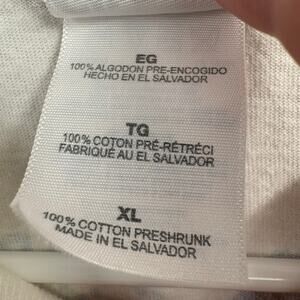 EG
100% ALGODON PRE-ENCOGIDO
HECHO EN EL SALVADOR
TG
100% COTON PRÉ-RÉTRÉCI
FABRIQUÉ AU EL SALVADOR
XL
100% COTTON PRESHRUNK
MADE IN EL SALVADOR